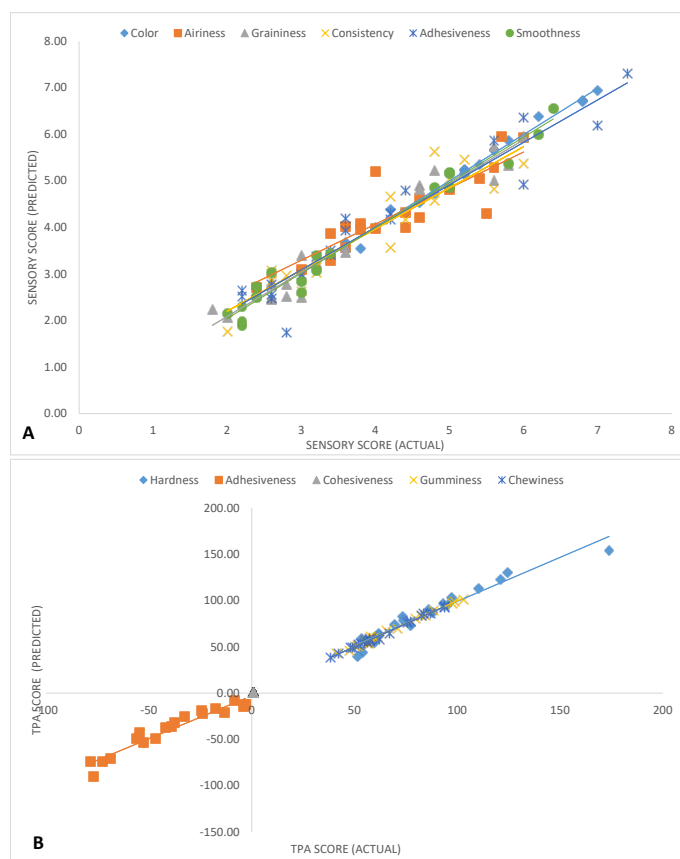 Color Airiness Graininess Consistency Adhesiveness Smoothness
8.00
7.00
6.00
5.00
4.00
3.00
2.00
1.00
0.00
SENSORY SCORE (PREDICTED)
0 1 2 3 4 5 6 7 8
SENSORY SCORE (ACTUAL)
A
Hardness Adhesiveness Cohesiveness Gumminess Chewiness
200.00
150.00
100.00
50.00
0.00
-50.00
-100.00
-150.00
TPA SCORE (PREDICTED)
-100 -50 0 50 100 150 200
TPA SCORE (ACTUAL)
B